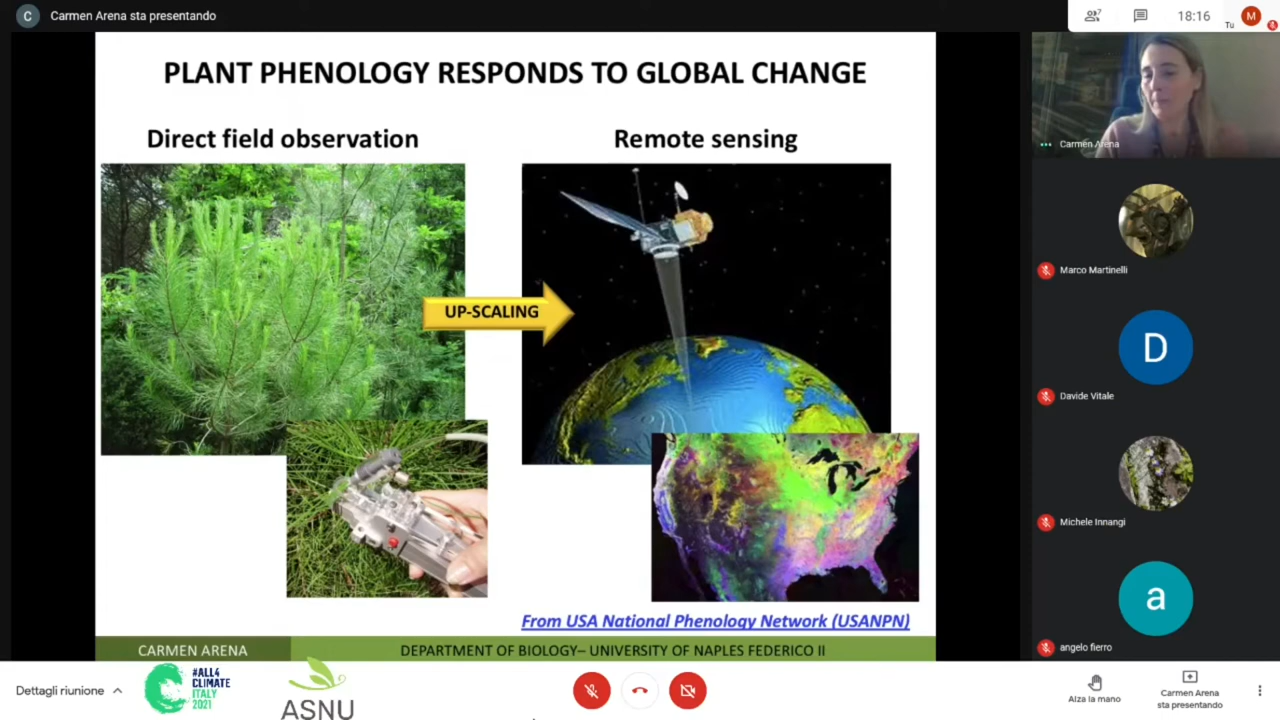 C
Carmen Arena sta presentando
7
18:16
Tu
M
PLANT PHENOLOGY RESPONDS TO GLOBAL CHANGE
Direct field observation
Remote sensing
UP-SCALING
From USA National Phenology Network (USANPN)
CARMEN ARENA
DEPARTMENT OF BIOLOGY– UNIVERSITY OF NAPLES FEDERICO II
Carmen Arena
Marco Martinelli
D
Davide Vitale
Michele Innangi
a
angelo fierro
Dettagli riunione
#ALL4
CLIMATE
ITALY
2021
ASNU
Alza la mano
Carmen Arena
sta presentando